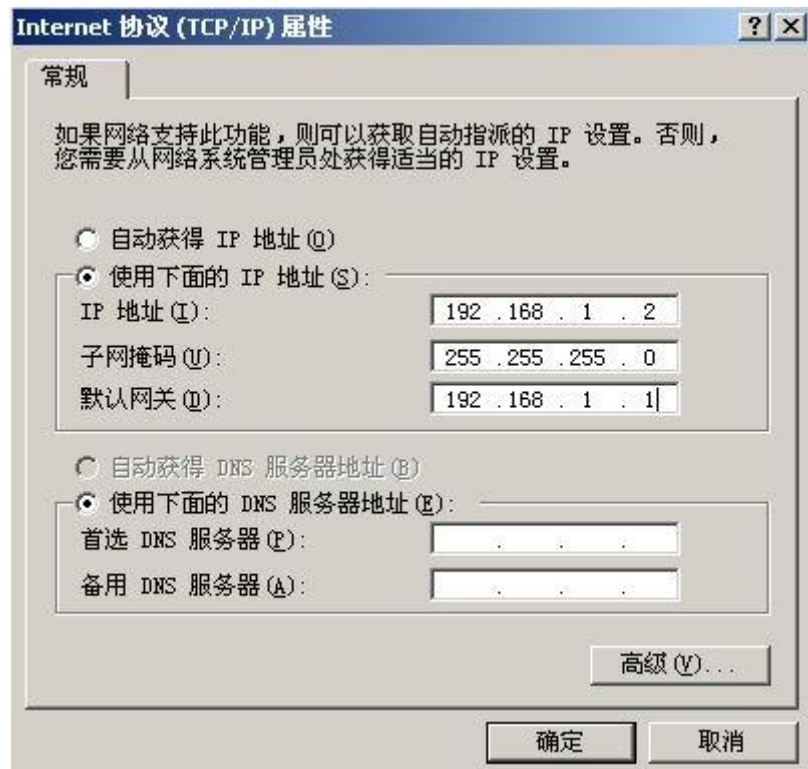 Internet 协议 (TCP/IP) 属性
常规
如果网络支持此功能，则可以获取自动指派的 IP 设置。否则，
您需要从网络系统管理员处获得适当的 IP 设置。
自动获得 IP 地址(O)
使用下面的 IP 地址(S):
IP 地址(I): 192 .168 . 1 . 2
子网掩码(U): 255 .255 .255 . 0
默认网关(D): 192 .168 . 1 . 1
自动获得 DNS 服务器地址(B)
使用下面的 DNS 服务器地址(E):
首选 DNS 服务器(P): . . .
备用 DNS 服务器(A): . . .
高级(V)...
确定 取消